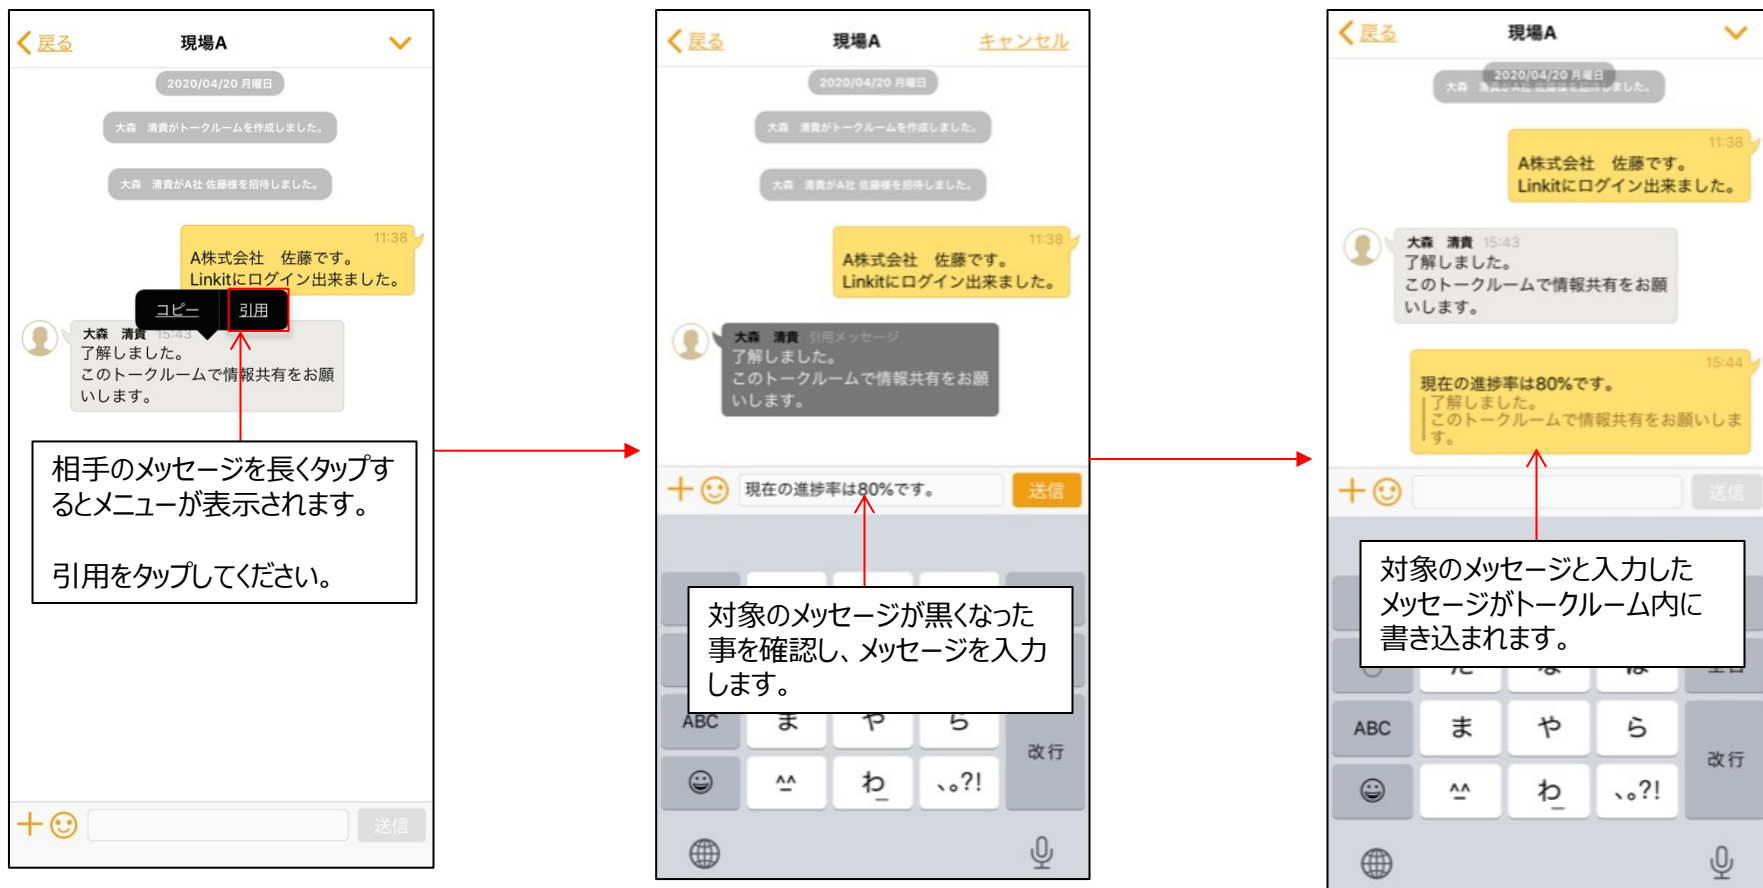 戻る
現場A
2020/04/20 月曜日
大森　清貴がトークルームを作成しました。
大森　清貴がA社 佐藤様を招待しました。
11:38
A株式会社　佐藤です。
Linkitにログイン出来ました。
コピー
引用
大森　清貴 15:43
了解しました。
このトークルームで情報共有をお願
いします。
相手のメッセージを長くタップす
るとメニューが表示されます。
引用をタップしてください。
送信
戻る
現場A
キャンセル
2020/04/20 月曜日
大森　清貴がトークルームを作成しました。
大森　清貴がA社 佐藤様を招待しました。
11:38
A株式会社　佐藤です。
Linkitにログイン出来ました。
大森　清貴 引用メッセージ
了解しました。
このトークルームで情報共有をお願
いします。
現在の進捗率は80%です。
送信
対象のメッセージが黒くなった
事を確認し、メッセージを入力
します。
ABC
ま
や
ら
改行
^^
わ
、。?!
戻る
現場A
2020/04/20 月曜日
大森　清貴がA社 佐藤様を招待しました。
11:38
A株式会社　佐藤です。
Linkitにログイン出来ました。
大森　清貴 15:43
了解しました。
このトークルームで情報共有をお願
いします。
15:44
現在の進捗率は80%です。
了解しました。
このトークルームで情報共有をお願いしま
す。
送信
対象のメッセージと入力した
メッセージがトークルーム内に
書き込まれます。
ABC
ま
や
ら
改行
^^
わ
、。?!